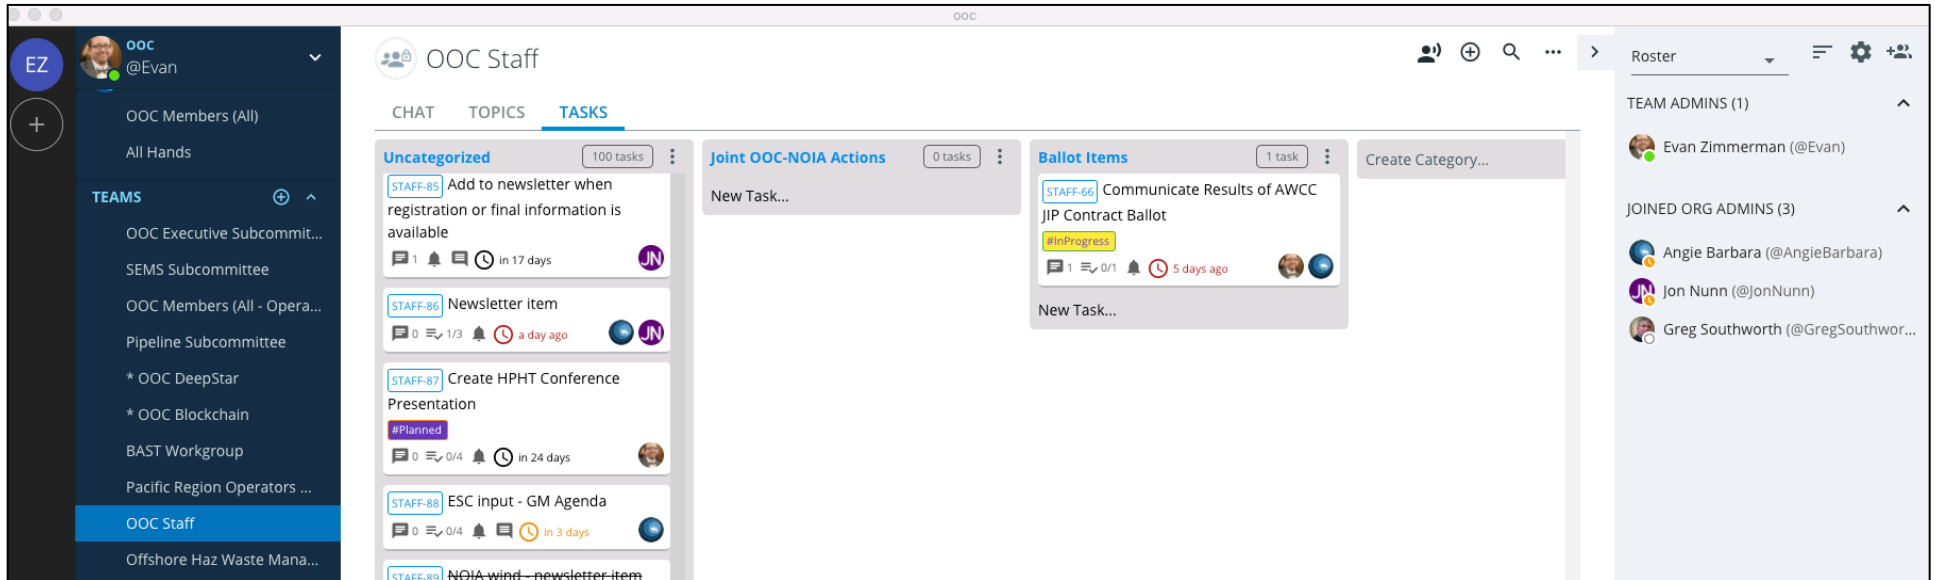 ooc
EZ
ooc
@Evan
+
OOC Members (All)
All Hands
TEAMS
OOC Executive Subcommit...
SEMS Subcommittee
OOC Members (All - Opera...
Pipeline Subcommittee
* OOC DeepStar
* OOC Blockchain
BAST Workgroup
Pacific Region Operators ...
OOC Staff
Offshore Haz Waste Mana...
OOC Staff
CHAT TOPICS TASKS
Uncategorized 100 tasks
STAFF-85 Add to newsletter when
registration or final information is
available
1 in 17 days JN
STAFF-86 Newsletter item
0 1/3 a day ago JN
STAFF-87 Create HPHT Conference
Presentation
#Planned
0 0/4 in 24 days
STAFF-88 ESC input - GM Agenda
0 0/4 in 3 days
STAFF-89 NOIA wind - newsletter item
Joint OOC-NOIA Actions 0 tasks
New Task...
Ballot Items 1 task
STAFF-66 Communicate Results of AWCC
JIP Contract Ballot
#InProgress
1 0/1 5 days ago
New Task...
Create Category...
Roster
TEAM ADMINS (1)
Evan Zimmerman (@Evan)
JOINED ORG ADMINS (3)
Angie Barbara (@AngieBarbara)
JN Jon Nunn (@JonNunn)
Greg Southworth (@GregSouthwor...